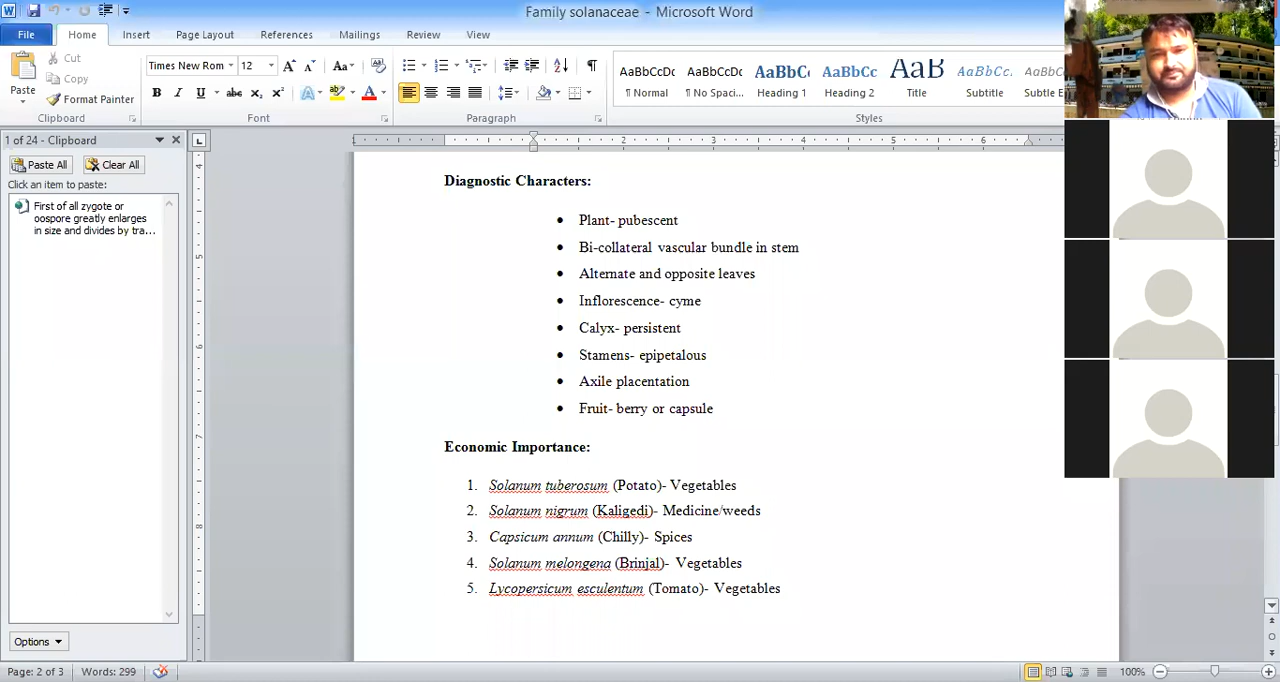 Family solanaceae - Microsoft Word
File Home Insert Page Layout References Mailings Review View
Paste Cut Copy Format Painter Clipboard
Times New Rom 12 Aa Font
Paragraph
AaBbCcDc AaBbCcDc AaBbC AaBbCc AaB AaBbCc. AaBbCc
¶ Normal ¶ No Spaci... Heading 1 Heading 2 Title Subtitle Subtle E
Styles
1 of 24 - Clipboard
Paste All Clear All
Click an item to paste:
First of all zygote or
oospore greatly enlarges
in size and divides by tra...
Options
Diagnostic Characters:
• Plant- pubescent
• Bi-collateral vascular bundle in stem
• Alternate and opposite leaves
• Inflorescence- cyme
• Calyx- persistent
• Stamens- epipetalous
• Axile placentation
• Fruit- berry or capsule
Economic Importance:
1. Solanum tuberosum (Potato)- Vegetables
2. Solanum nigrum (Kaligedi)- Medicine/weeds
3. Capsicum annum (Chilly)- Spices
4. Solanum melongena (Brinjal)- Vegetables
5. Lycopersicum esculentum (Tomato)- Vegetables
Page: 2 of 3 Words: 299 100%